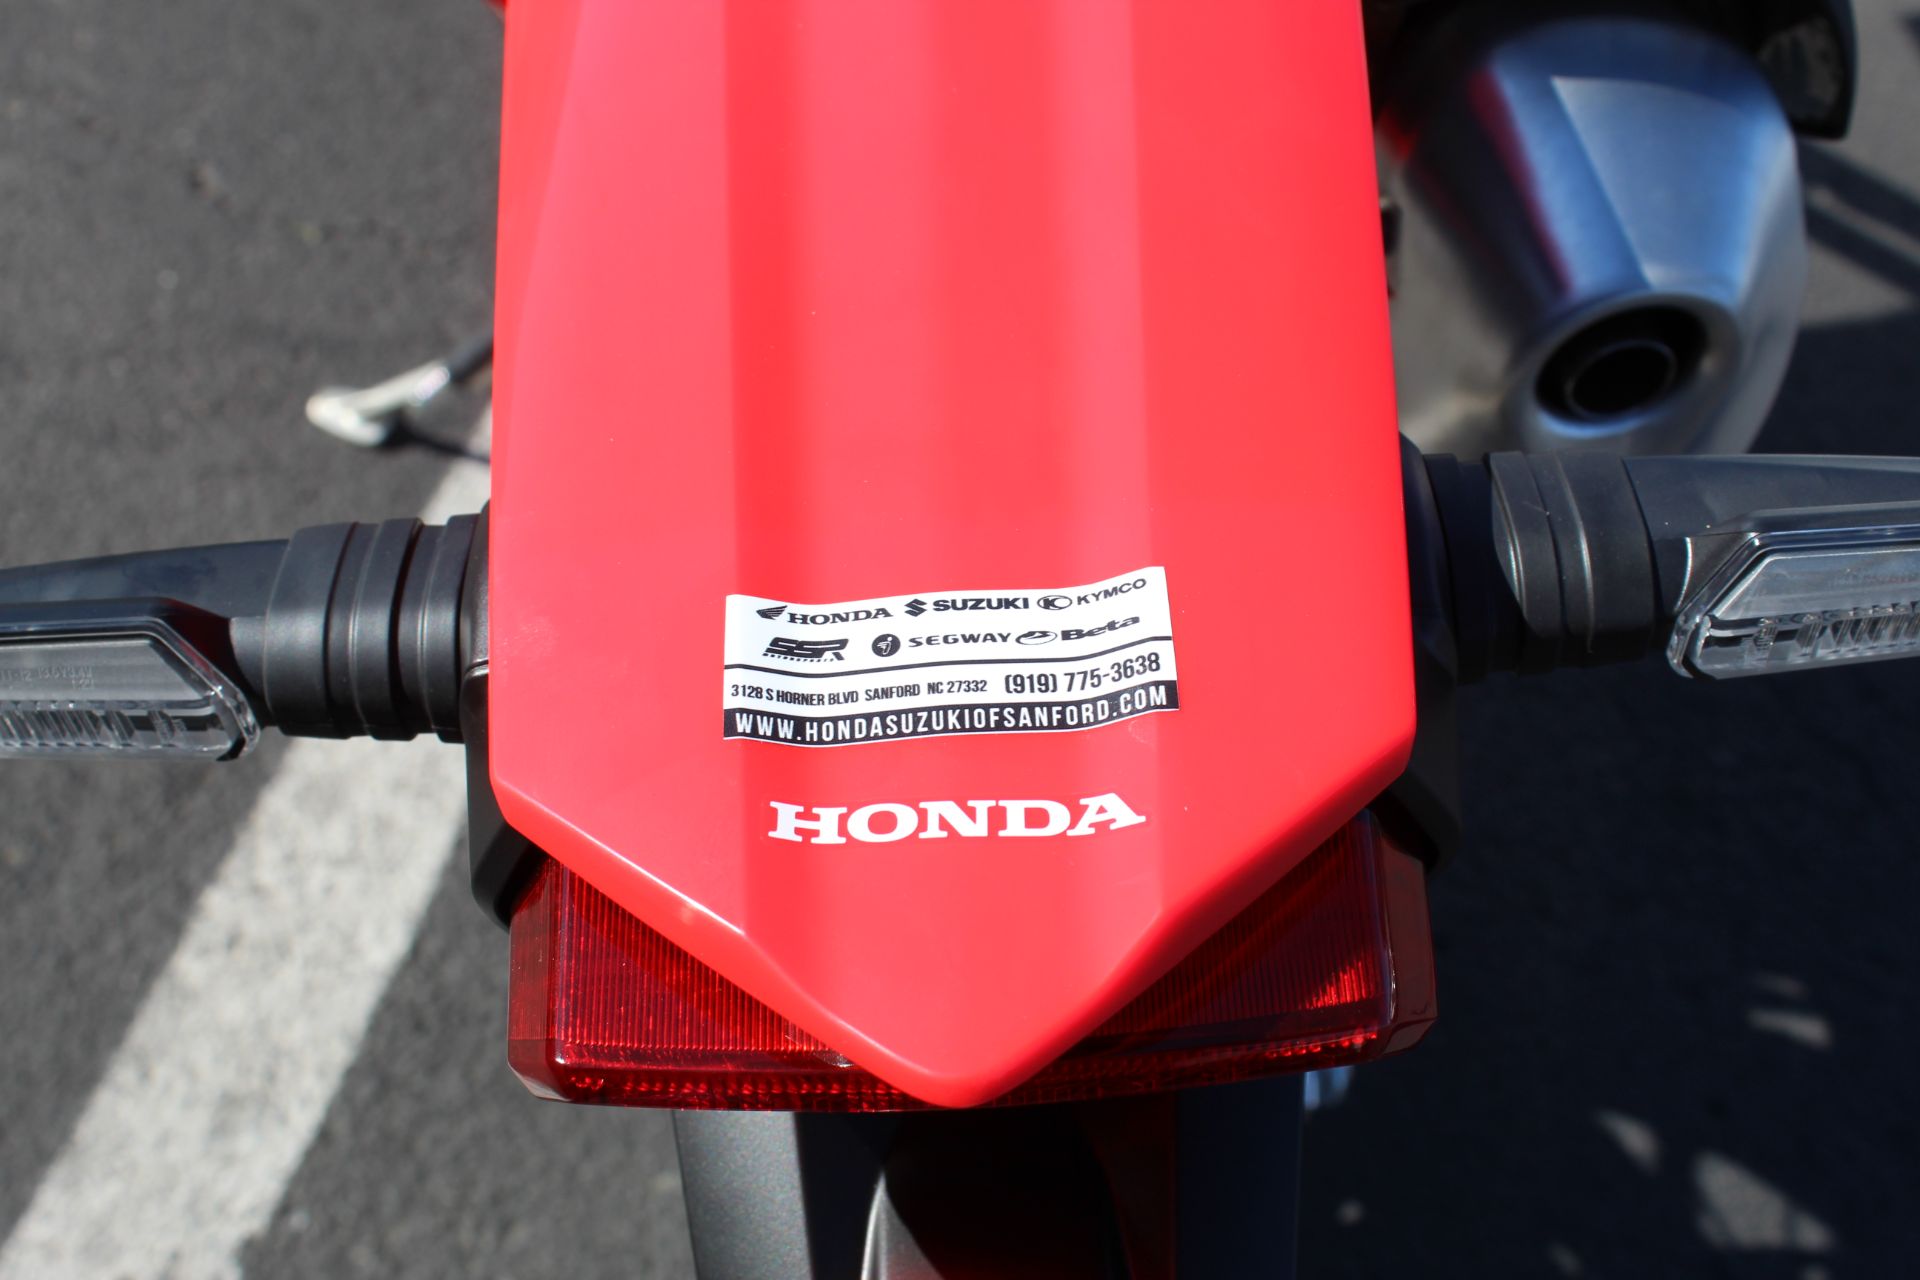 HONDA SUZUKI KYMCO
SSR MOTORSPORTS SEGWAY Beta
3128 S HORNER BLVD SANFORD NC 27332 (919) 775-3638
WWW.HONDASUZUKIOFSANFORD.COM
HONDA